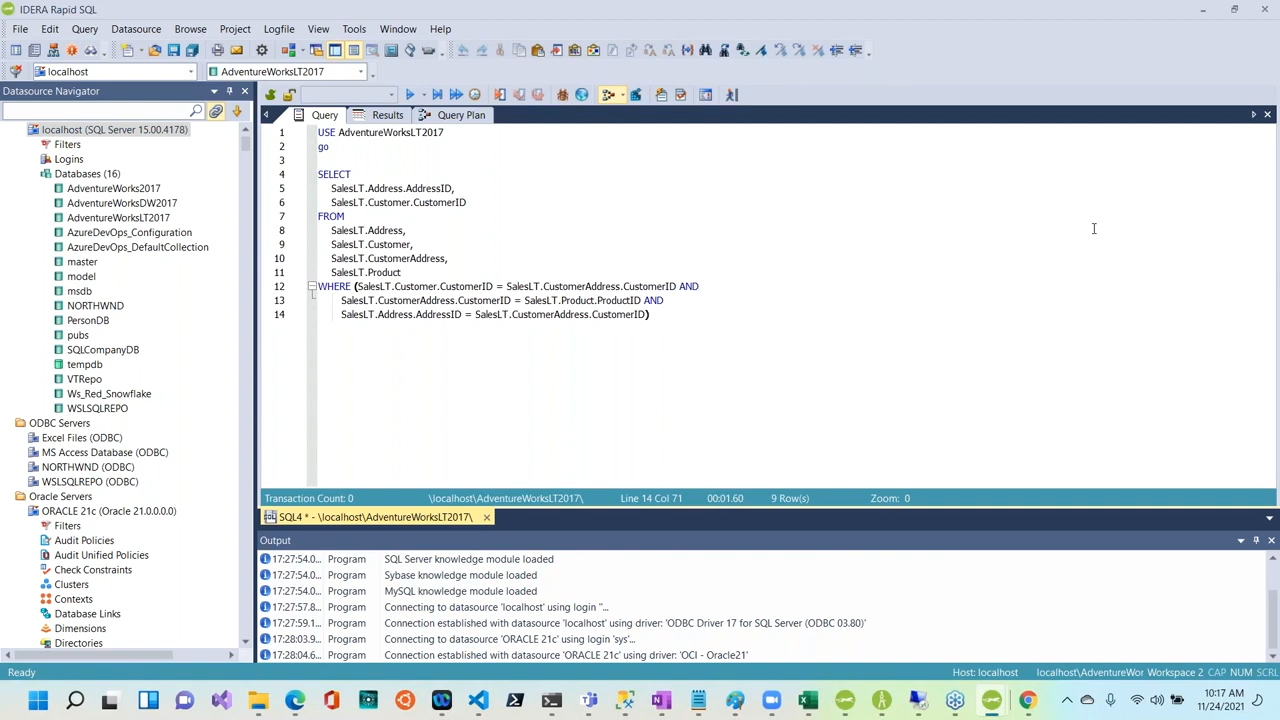 IDERA Rapid SQL
File Edit Query Datasource Browse Project Logfile View Tools Window Help
localhost AdventureWorksLT2017
Datasource Navigator
Query Results Query Plan
localhost (SQL Server 15.00.4178)
Filters
Logins
Databases (16)
AdventureWorks2017
AdventureWorksDW2017
AdventureWorksLT2017
AzureDevOps_Configuration
AzureDevOps_DefaultCollection
master
model
msdb
NORTHWND
PersonDB
pubs
SQLCompanyDB
tempdb
VTRepo
Ws_Red_Snowflake
WSLSQLREPO
ODBC Servers
Excel Files (ODBC)
MS Access Database (ODBC)
NORTHWND (ODBC)
WSLSQLREPO (ODBC)
Oracle Servers
ORACLE 21c (Oracle 21.0.0.0.0)
Filters
Audit Policies
Audit Unified Policies
Check Constraints
Clusters
Contexts
Database Links
Dimensions
Directories
1 USE AdventureWorksLT2017
2 go
3
4 SELECT
5 SalesLT.Address.AddressID,
6 SalesLT.Customer.CustomerID
7 FROM
8 SalesLT.Address,
9 SalesLT.Customer,
10 SalesLT.CustomerAddress,
11 SalesLT.Product
12 WHERE (SalesLT.Customer.CustomerID = SalesLT.CustomerAddress.CustomerID AND
13 SalesLT.CustomerAddress.CustomerID = SalesLT.Product.ProductID AND
14 SalesLT.Address.AddressID = SalesLT.CustomerAddress.CustomerID)
Transaction Count: 0 \localhost\AdventureWorksLT2017\ Line 14 Col 71 00:01.60 9 Row(s) Zoom: 0
SQL4 * - \localhost\AdventureWorksLT2017\
Output
17:27:54.0... Program SQL Server knowledge module loaded
17:27:54.0... Program Sybase knowledge module loaded
17:27:54.0... Program MySQL knowledge module loaded
17:27:57.8... Program Connecting to datasource 'localhost' using login ''...
17:27:59.1... Program Connection established with datasource 'localhost' using driver: 'ODBC Driver 17 for SQL Server (ODBC 03.80)'
17:28:03.9... Program Connecting to datasource 'ORACLE 21c' using login 'sys'...
17:28:04.6... Program Connection established with datasource 'ORACLE 21c' using driver: 'OCI - Oracle21'
Ready Host: localhost localhost\AdventureWor Workspace 2 CAP NUM SCRL
10:17 AM
11/24/2021